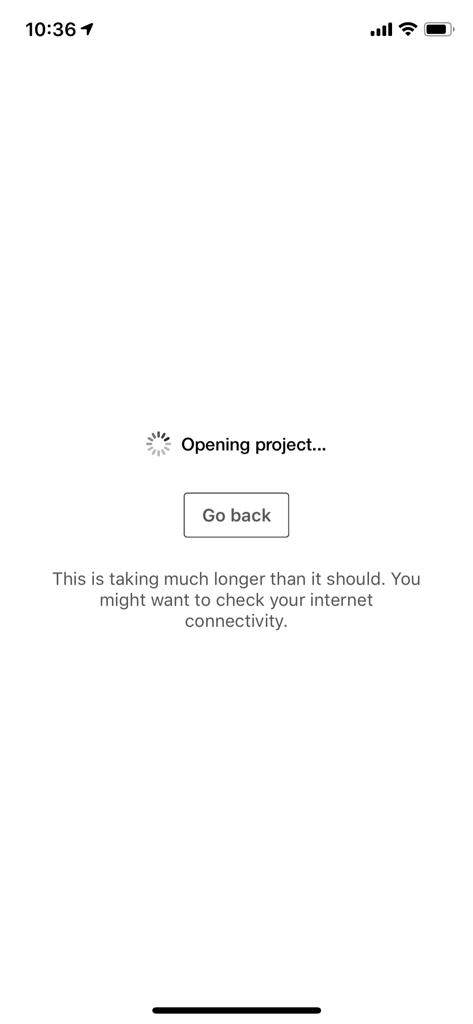 10:36
Opening project...
Go back
This is taking much longer than it should. You
might want to check your internet
connectivity.